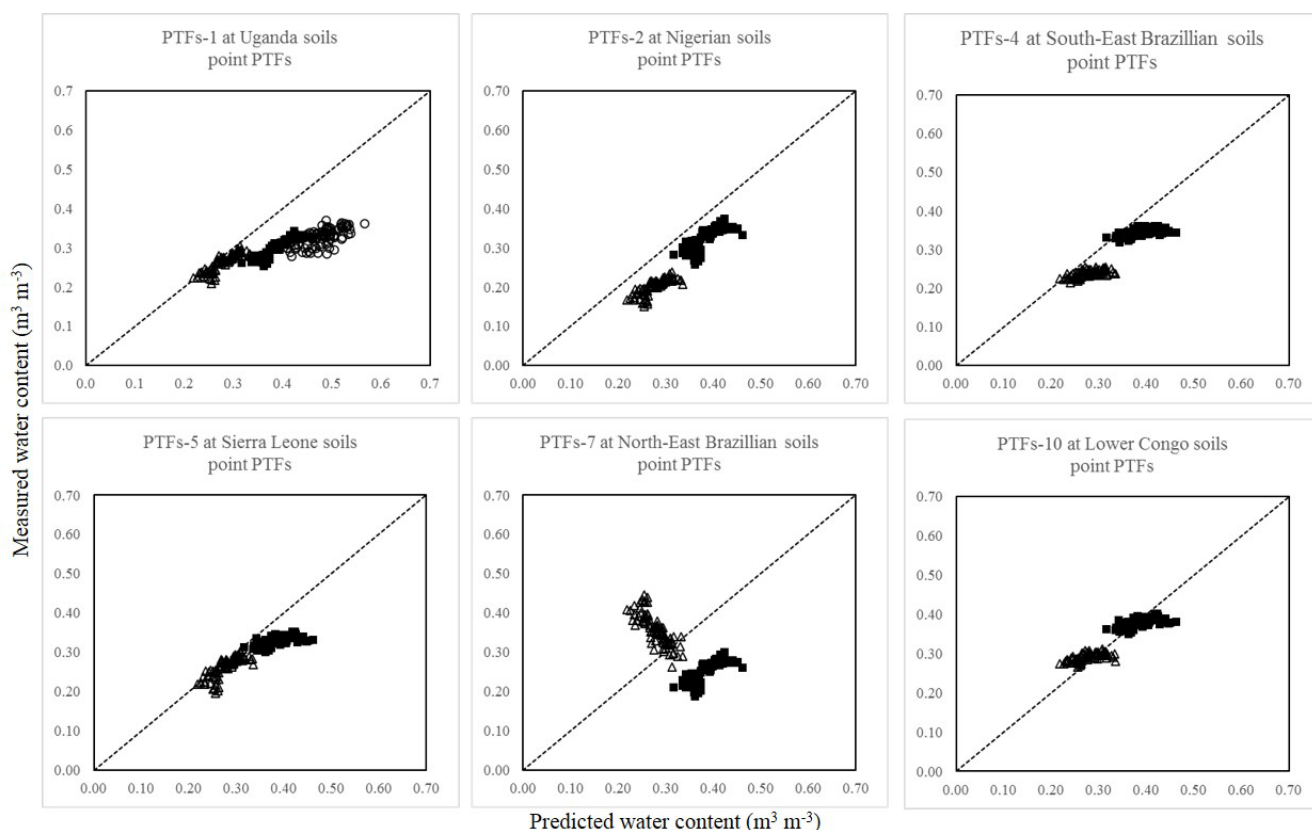 PTFs-1 at Uganda soils
point PTFs
0.7
0.6
0.5
0.4
0.3
0.2
0.1
0.0
0.0 0.1 0.2 0.3 0.4 0.5 0.6 0.7
PTFs-2 at Nigerian soils
point PTFs
0.70
0.60
0.50
0.40
0.30
0.20
0.10
0.00
0.00 0.10 0.20 0.30 0.40 0.50 0.60 0.70
PTFs-4 at South-East Brazillian soils
point PTFs
0.70
0.60
0.50
0.40
0.30
0.20
0.10
0.00
0.00 0.10 0.20 0.30 0.40 0.50 0.60 0.70
Measured water content (m³ m⁻³)
PTFs-5 at Sierra Leone soils
point PTFs
0.70
0.60
0.50
0.40
0.30
0.20
0.10
0.00
0.00 0.10 0.20 0.30 0.40 0.50 0.60 0.70
PTFs-7 at North-East Brazillian soils
point PTFs
0.70
0.60
0.50
0.40
0.30
0.20
0.10
0.00
0.00 0.10 0.20 0.30 0.40 0.50 0.60 0.70
PTFs-10 at Lower Congo soils
point PTFs
0.70
0.60
0.50
0.40
0.30
0.20
0.10
0.00
0.00 0.10 0.20 0.30 0.40 0.50 0.60 0.70
Predicted water content (m³ m⁻³)